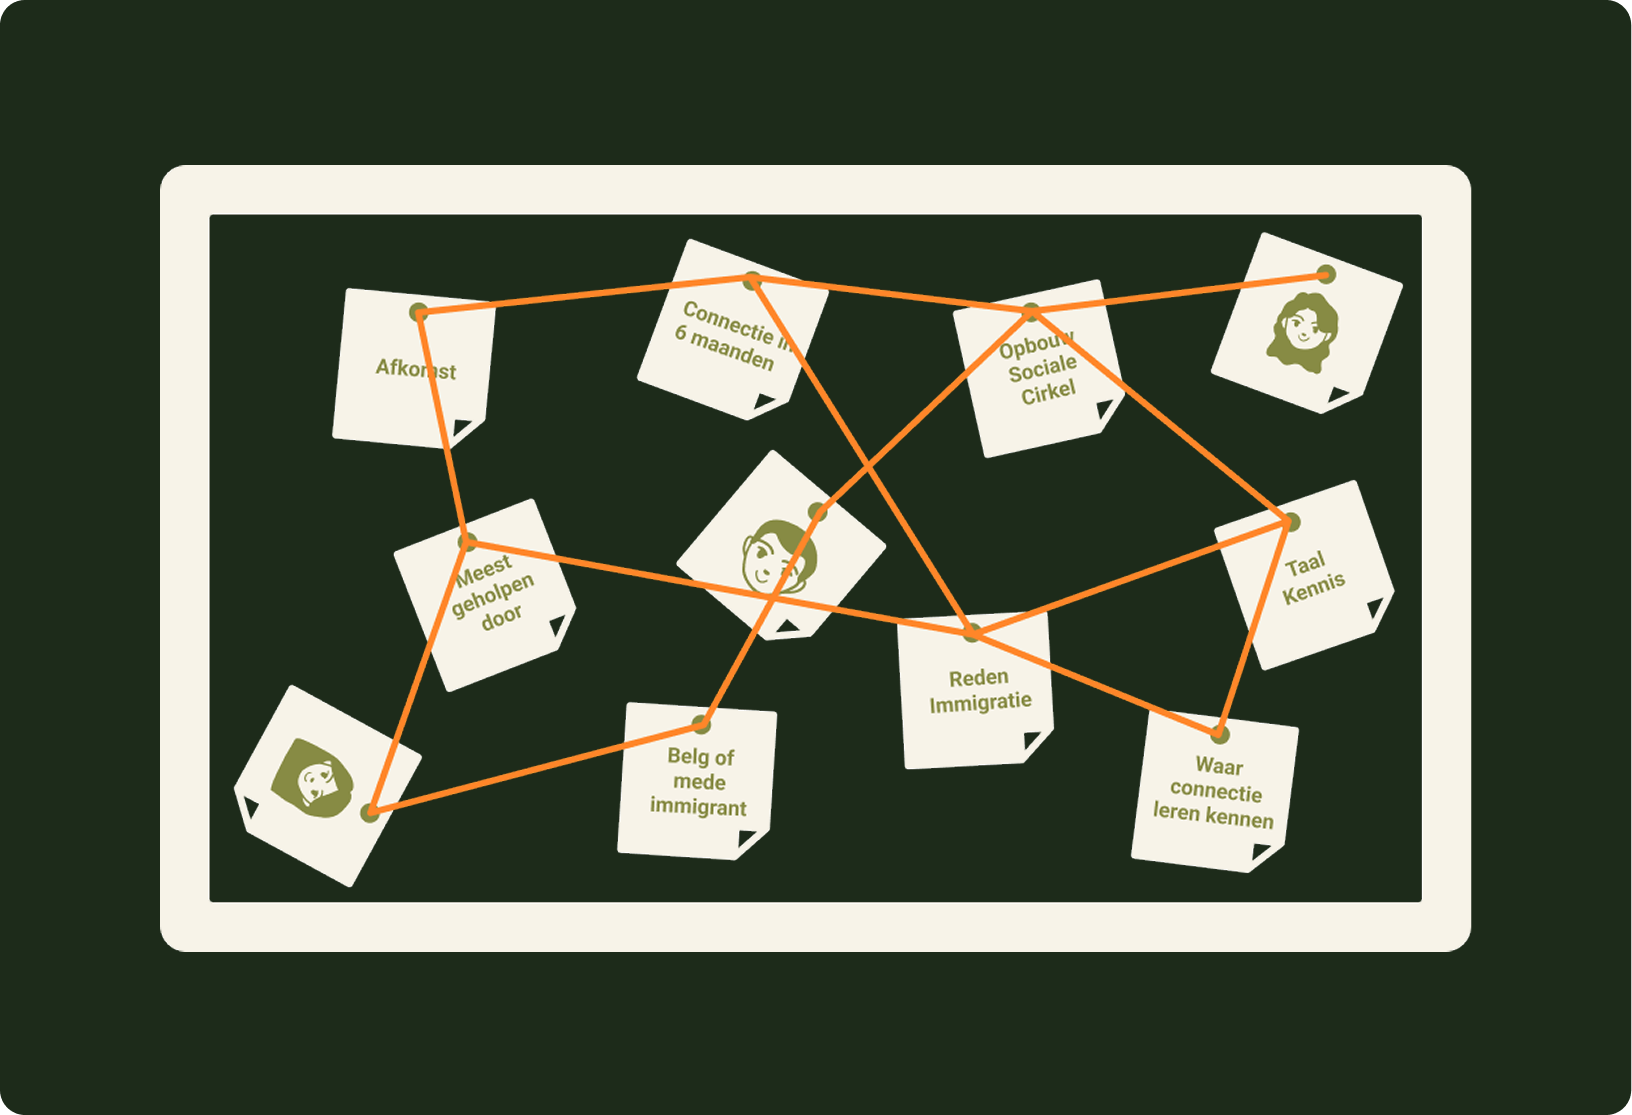 Afkomst
Connectie in
6 maanden
Opbouw
Sociale
Cirkel
Meest
geholpen
door
Taal
Kennis
Reden
Immigratie
Belg of
mede
immigrant
Waar
connectie
leren kennen